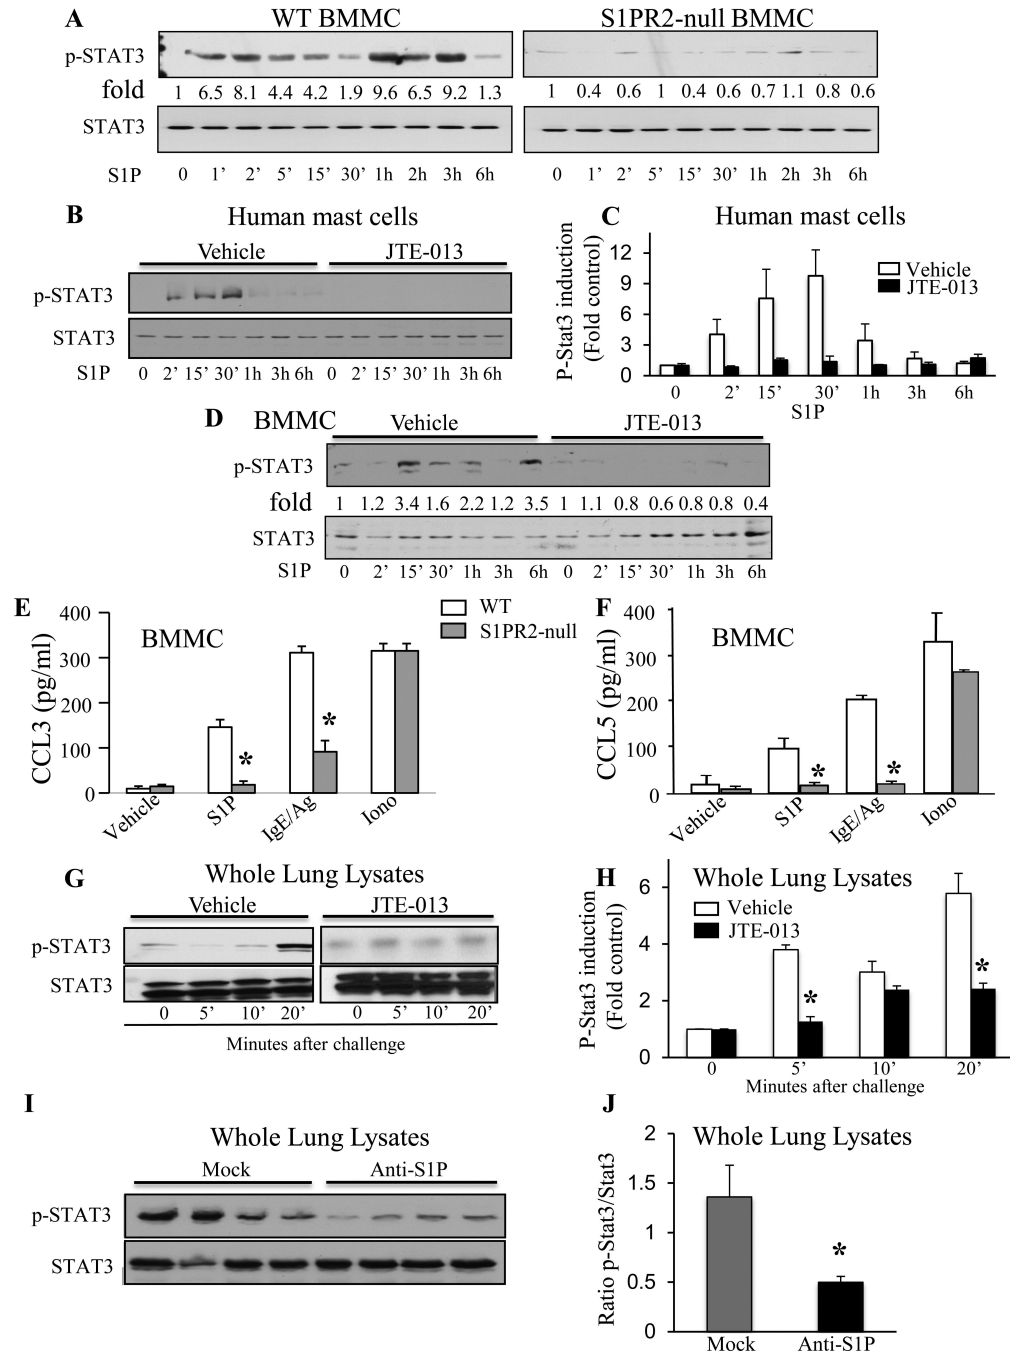 A WT BMMC S1PR2-null BMMC
p-STAT3
fold 1 6.5 8.1 4.4 4.2 1.9 9.6 6.5 9.2 1.3 1 0.4 0.6 1 0.4 0.6 0.7 1.1 0.8 0.6
STAT3
S1P 0 1’ 2’ 5’ 15’ 30’ 1h 2h 3h 6h 0 1’ 2’ 5’ 15’ 30’ 1h 2h 3h 6h
B Human mast cells
Vehicle JTE-013
p-STAT3
STAT3
S1P 0 2’ 15’ 30’ 1h 3h 6h 0 2’ 15’ 30’ 1h 3h 6h
C Human mast cells
P-Stat3 induction
(Fold control)
12
9
6
3
0
Vehicle
JTE-013
0 2’ 15’ 30’ 1h 3h 6h
S1P
D BMMC Vehicle JTE-013
p-STAT3
fold 1 1.2 3.4 1.6 2.2 1.2 3.5 1 1.1 0.8 0.6 0.8 0.8 0.4
STAT3
S1P 0 2’ 15’ 30’ 1h 3h 6h 0 2’ 15’ 30’ 1h 3h 6h
E BMMC
WT
S1PR2-null
CCL3 (pg/ml)
400
300
200
100
0
* *
Vehicle S1P IgE/Ag Iono
F BMMC
CCL5 (pg/ml)
400
300
200
100
0
* *
Vehicle S1P IgE/Ag Iono
G Whole Lung Lysates
Vehicle JTE-013
p-STAT3
STAT3
0 5’ 10’ 20’ 0 5’ 10’ 20’
Minutes after challenge
H Whole Lung Lysates
P-Stat3 induction
(Fold control)
Vehicle
JTE-013
6
4
2
0
* *
0 5’ 10’ 20’
Minutes after challenge
I
Whole Lung Lysates
Mock Anti-S1P
p-STAT3
STAT3
J
Whole Lung Lysates
Ratio p-Stat3/Stat3
2
1.5
1
0.5
0
*
Mock Anti-S1P